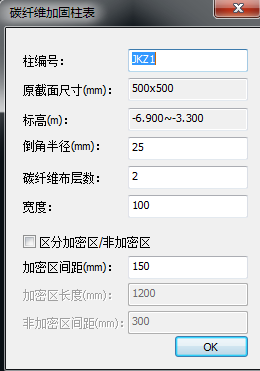 碳纤维加固柱表
柱编号： JKZ1
原截面尺寸(mm)： 500x500
标高(m)： -6.900~-3.300
倒角半径(mm)： 25
碳纤维布层数： 2
宽度： 100
区分加密区/非加密区
加密区间距(mm)： 150
加密区长度(mm)： 1200
非加密区间距(mm)： 300
OK